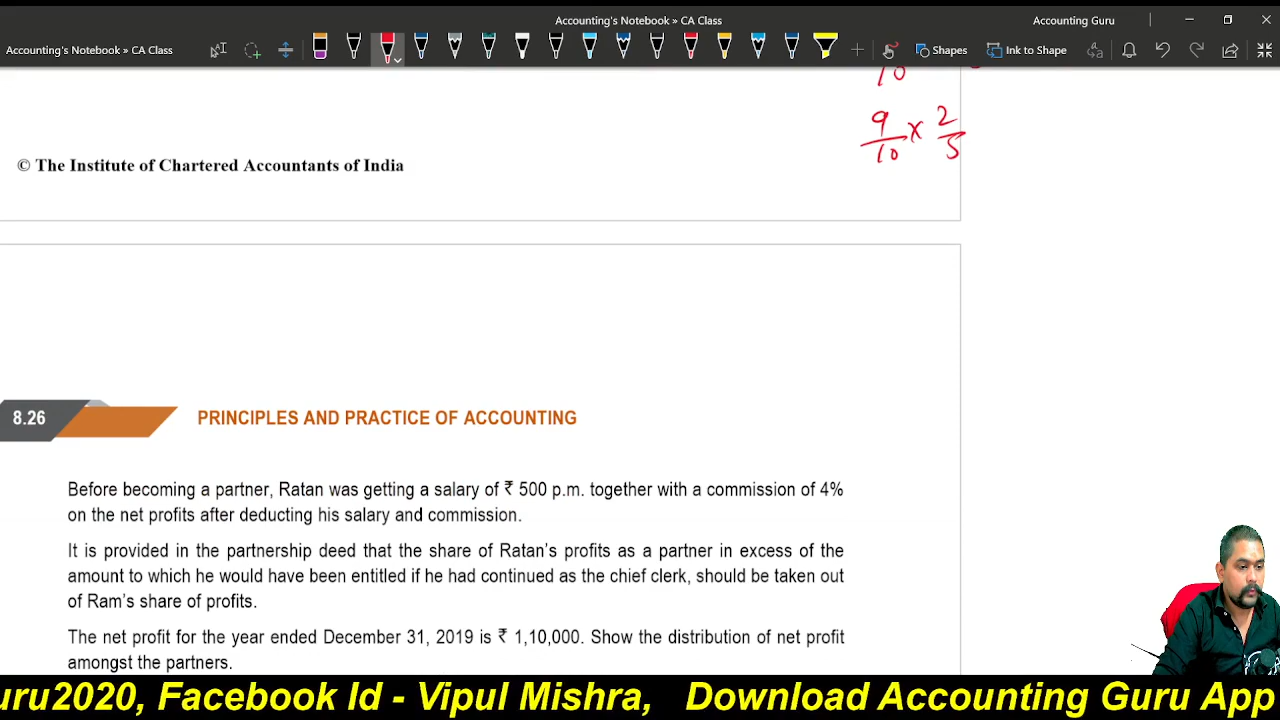 Accounting's Notebook » CA Class
Accounting Guru
Accounting's Notebook » CA Class
Shapes
Ink to Shape
10
9/10 x 2/5
© The Institute of Chartered Accountants of India
8.26
PRINCIPLES AND PRACTICE OF ACCOUNTING
Before becoming a partner, Ratan was getting a salary of ₹ 500 p.m. together with a commission of 4%
on the net profits after deducting his salary and commission.
It is provided in the partnership deed that the share of Ratan's profits as a partner in excess of the
amount to which he would have been entitled if he had continued as the chief clerk, should be taken out
of Ram's share of profits.
The net profit for the year ended December 31, 2019 is ₹ 1,10,000. Show the distribution of net profit
amongst the partners.
uru2020, Facebook Id - Vipul Mishra, Download Accounting Guru App